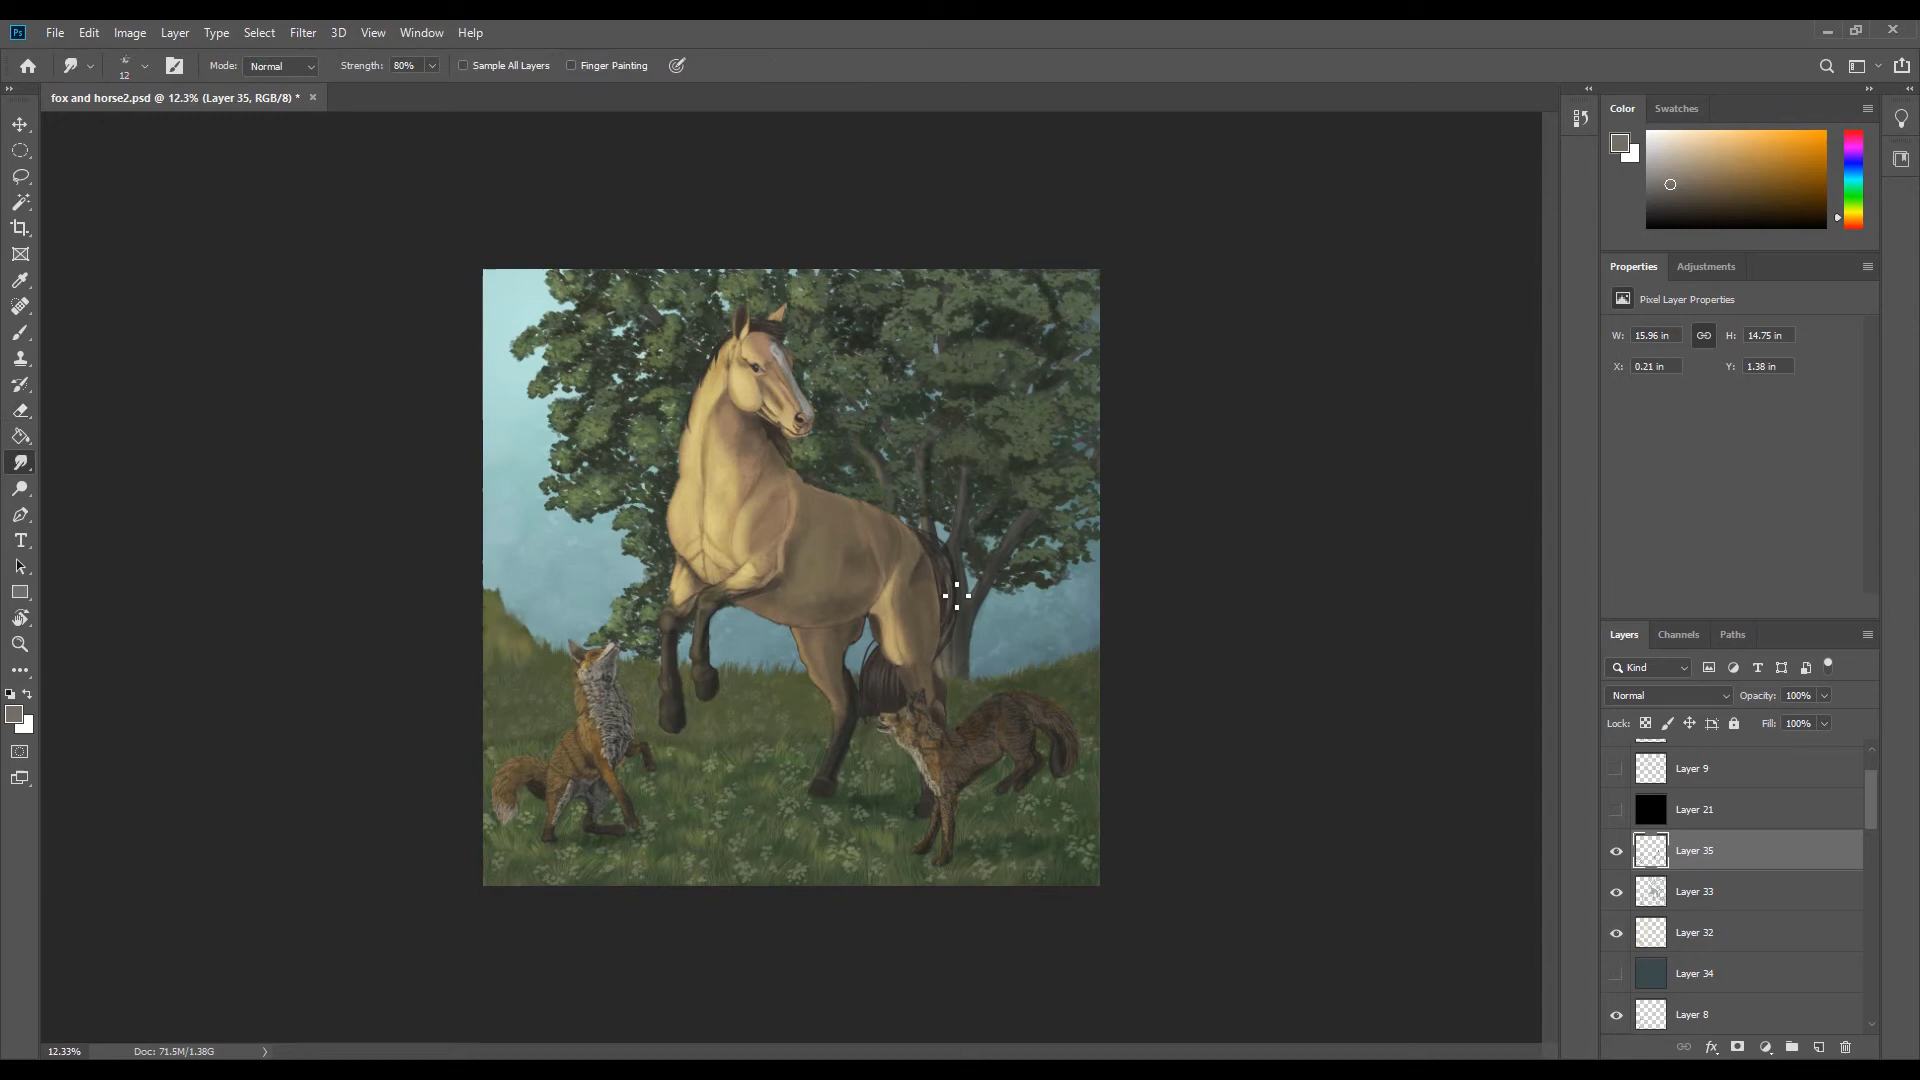 Ps File Edit Image Layer Type Select Filter 3D View Window Help
12 Mode: Normal Strength: 80% Sample All Layers Finger Painting
fox and horse2.psd @ 12.3% (Layer 35, RGB/8) *
Color Swatches
Properties Adjustments
Pixel Layer Properties
W: 15.96 in H: 14.75 in
X: 0.21 in Y: 1.38 in
Layers Channels Paths
Kind
Normal Opacity: 100%
Lock: Fill: 100%
Layer 9
Layer 21
Layer 35
Layer 33
Layer 32
Layer 34
Layer 8
12.33% Doc: 71.5M/1.38G